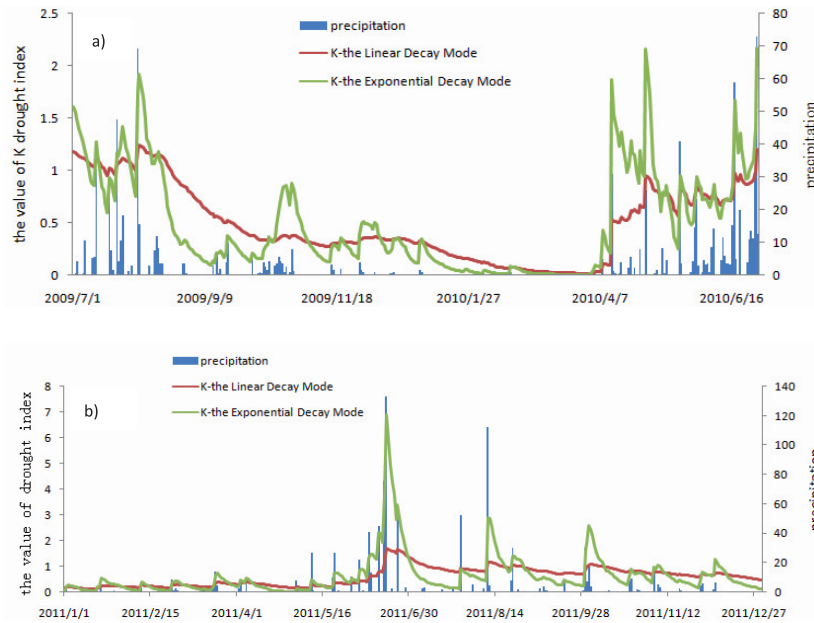 a)
precipitation
K-the Linear Decay Mode
K-the Exponential Decay Mode
the value of K drought index
2.5
2
1.5
1
0.5
0
80
70
60
50
40
30
20
10
0
precipitation
2009/7/1 2009/9/9 2009/11/18 2010/1/27 2010/4/7 2010/6/16
b)
precipitation
K-the Linear Decay Mode
K-the Exponential Decay Mode
the value of drought index
8
7
6
5
4
3
2
1
0
140
120
100
80
60
40
20
0
precipitation
2011/1/1 2011/2/15 2011/4/1 2011/5/16 2011/6/30 2011/8/14 2011/9/28 2011/11/12 2011/12/27